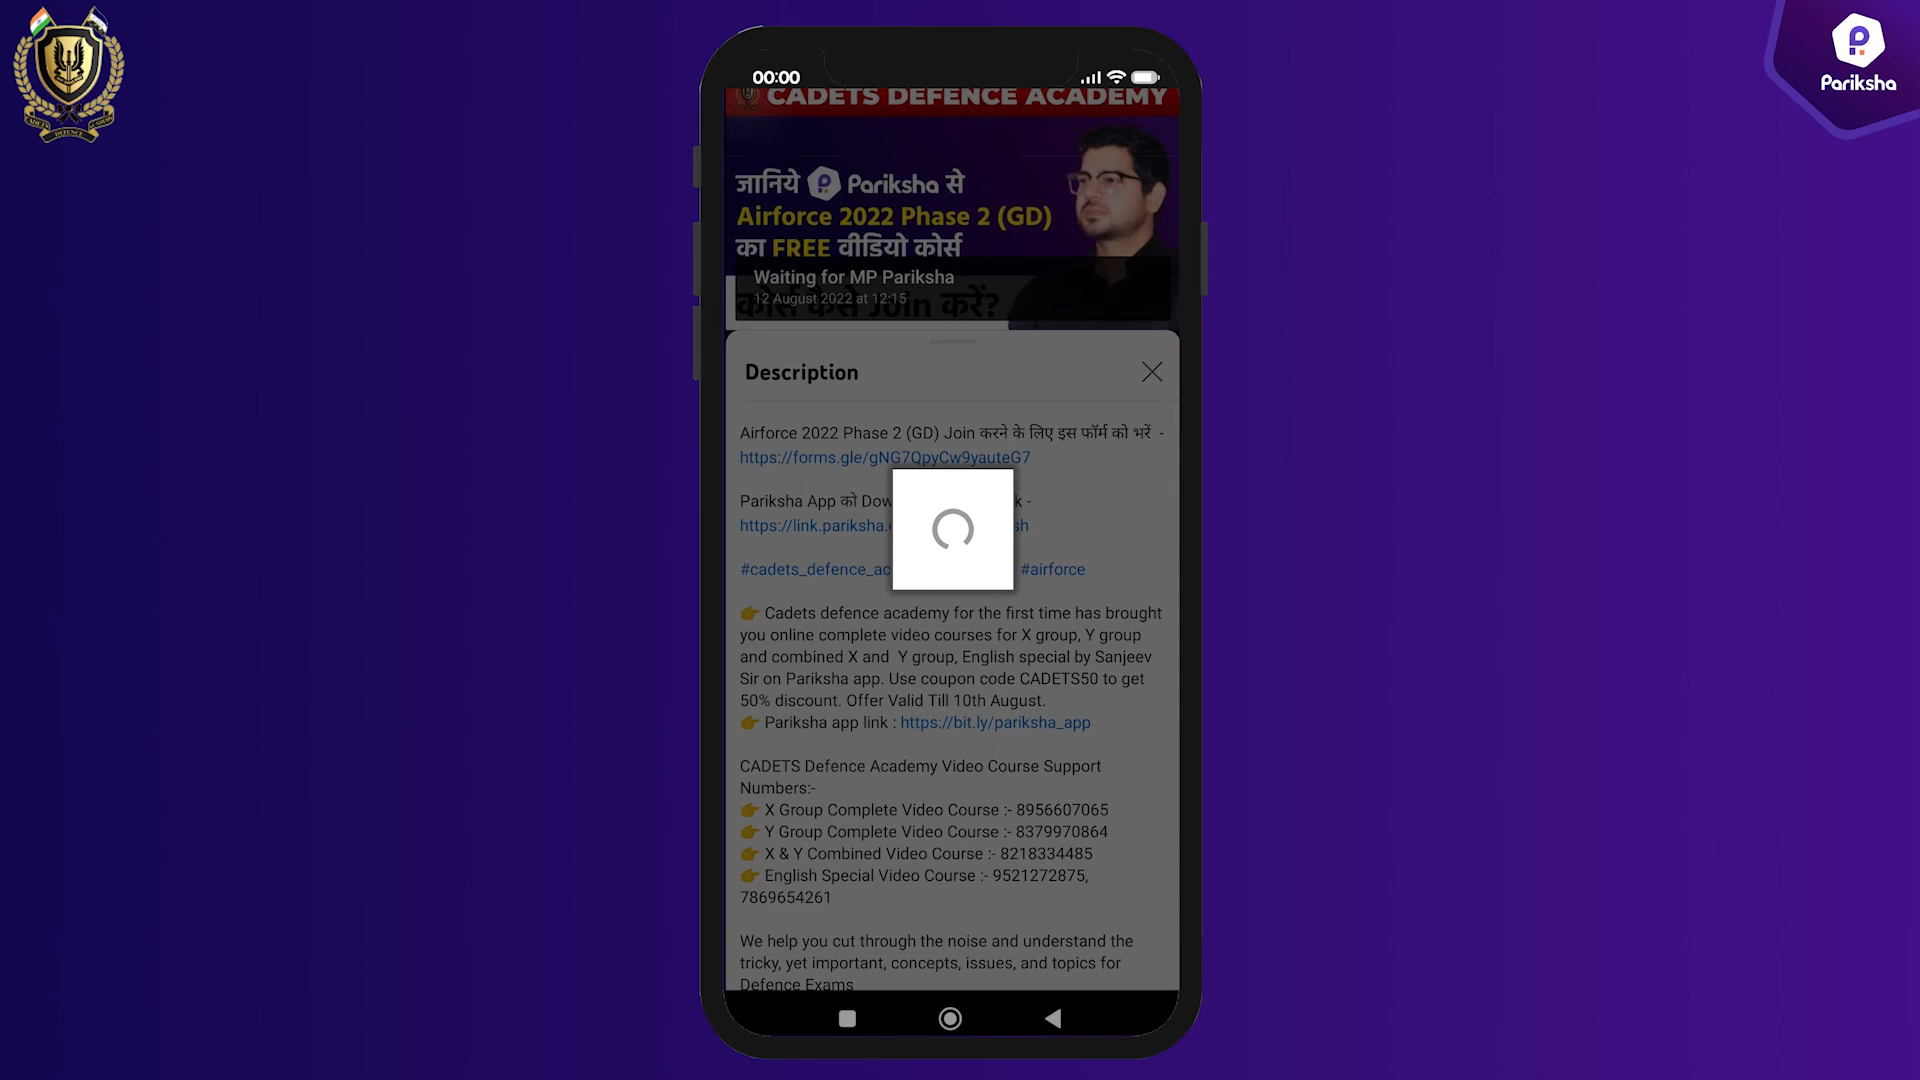 CADETS DEFENCE
Pariksha
00:00
CADETS DEFENCE ACADEMY
जानिये Pariksha से
Airforce 2022 Phase 2 (GD)
का FREE वीडियो कोर्स
Waiting for MP Pariksha
12 August 2022 at 12:15
कोर्स कैसे Join करें?
Description
Airforce 2022 Phase 2 (GD) Join करने के लिए इस फॉर्म को भरें -
https://forms.gle/gNG7QpyCw9yauteG7
Pariksha App को Dow k -
https://link.pariksha. sh
#cadets_defence_ac #airforce
👉 Cadets defence academy for the first time has brought
you online complete video courses for X group, Y group
and combined X and Y group, English special by Sanjeev
Sir on Pariksha app. Use coupon code CADETS50 to get
50% discount. Offer Valid Till 10th August.
👉 Pariksha app link : https://bit.ly/pariksha_app
CADETS Defence Academy Video Course Support
Numbers:-
👉 X Group Complete Video Course :- 8956607065
👉 Y Group Complete Video Course :- 8379970864
👉 X & Y Combined Video Course :- 8218334485
👉 English Special Video Course :- 9521272875,
7869654261
We help you cut through the noise and understand the
tricky, yet important, concepts, issues, and topics for
Defence Exams